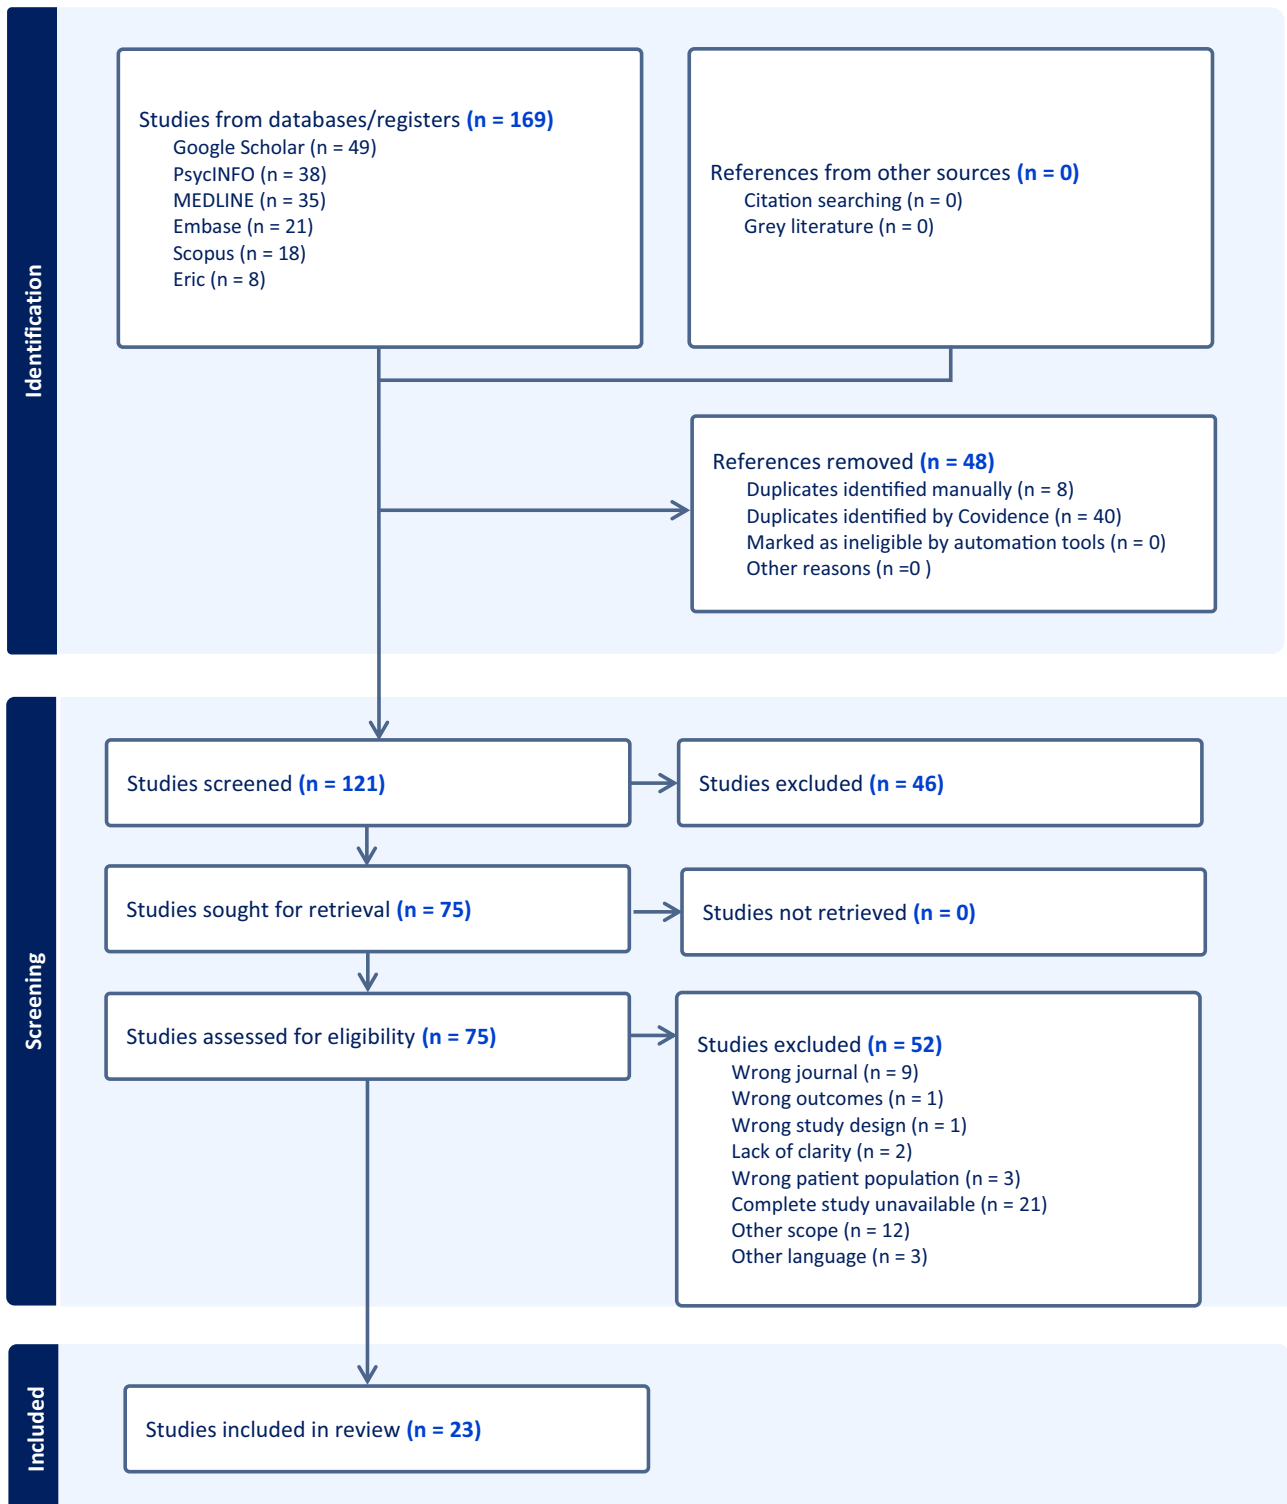 Identification
Studies from databases/registers (n = 169)
Google Scholar (n = 49)
PsycINFO (n = 38)
MEDLINE (n = 35)
Embase (n = 21)
Scopus (n = 18)
Eric (n = 8)
References from other sources (n = 0)
Citation searching (n = 0)
Grey literature (n = 0)
References removed (n = 48)
Duplicates identified manually (n = 8)
Duplicates identified by Covidence (n = 40)
Marked as ineligible by automation tools (n = 0)
Other reasons (n =0 )
Screening
Studies screened (n = 121)
Studies excluded (n = 46)
Studies sought for retrieval (n = 75)
Studies not retrieved (n = 0)
Studies assessed for eligibility (n = 75)
Studies excluded (n = 52)
Wrong journal (n = 9)
Wrong outcomes (n = 1)
Wrong study design (n = 1)
Lack of clarity (n = 2)
Wrong patient population (n = 3)
Complete study unavailable (n = 21)
Other scope (n = 12)
Other language (n = 3)
Included
Studies included in review (n = 23)